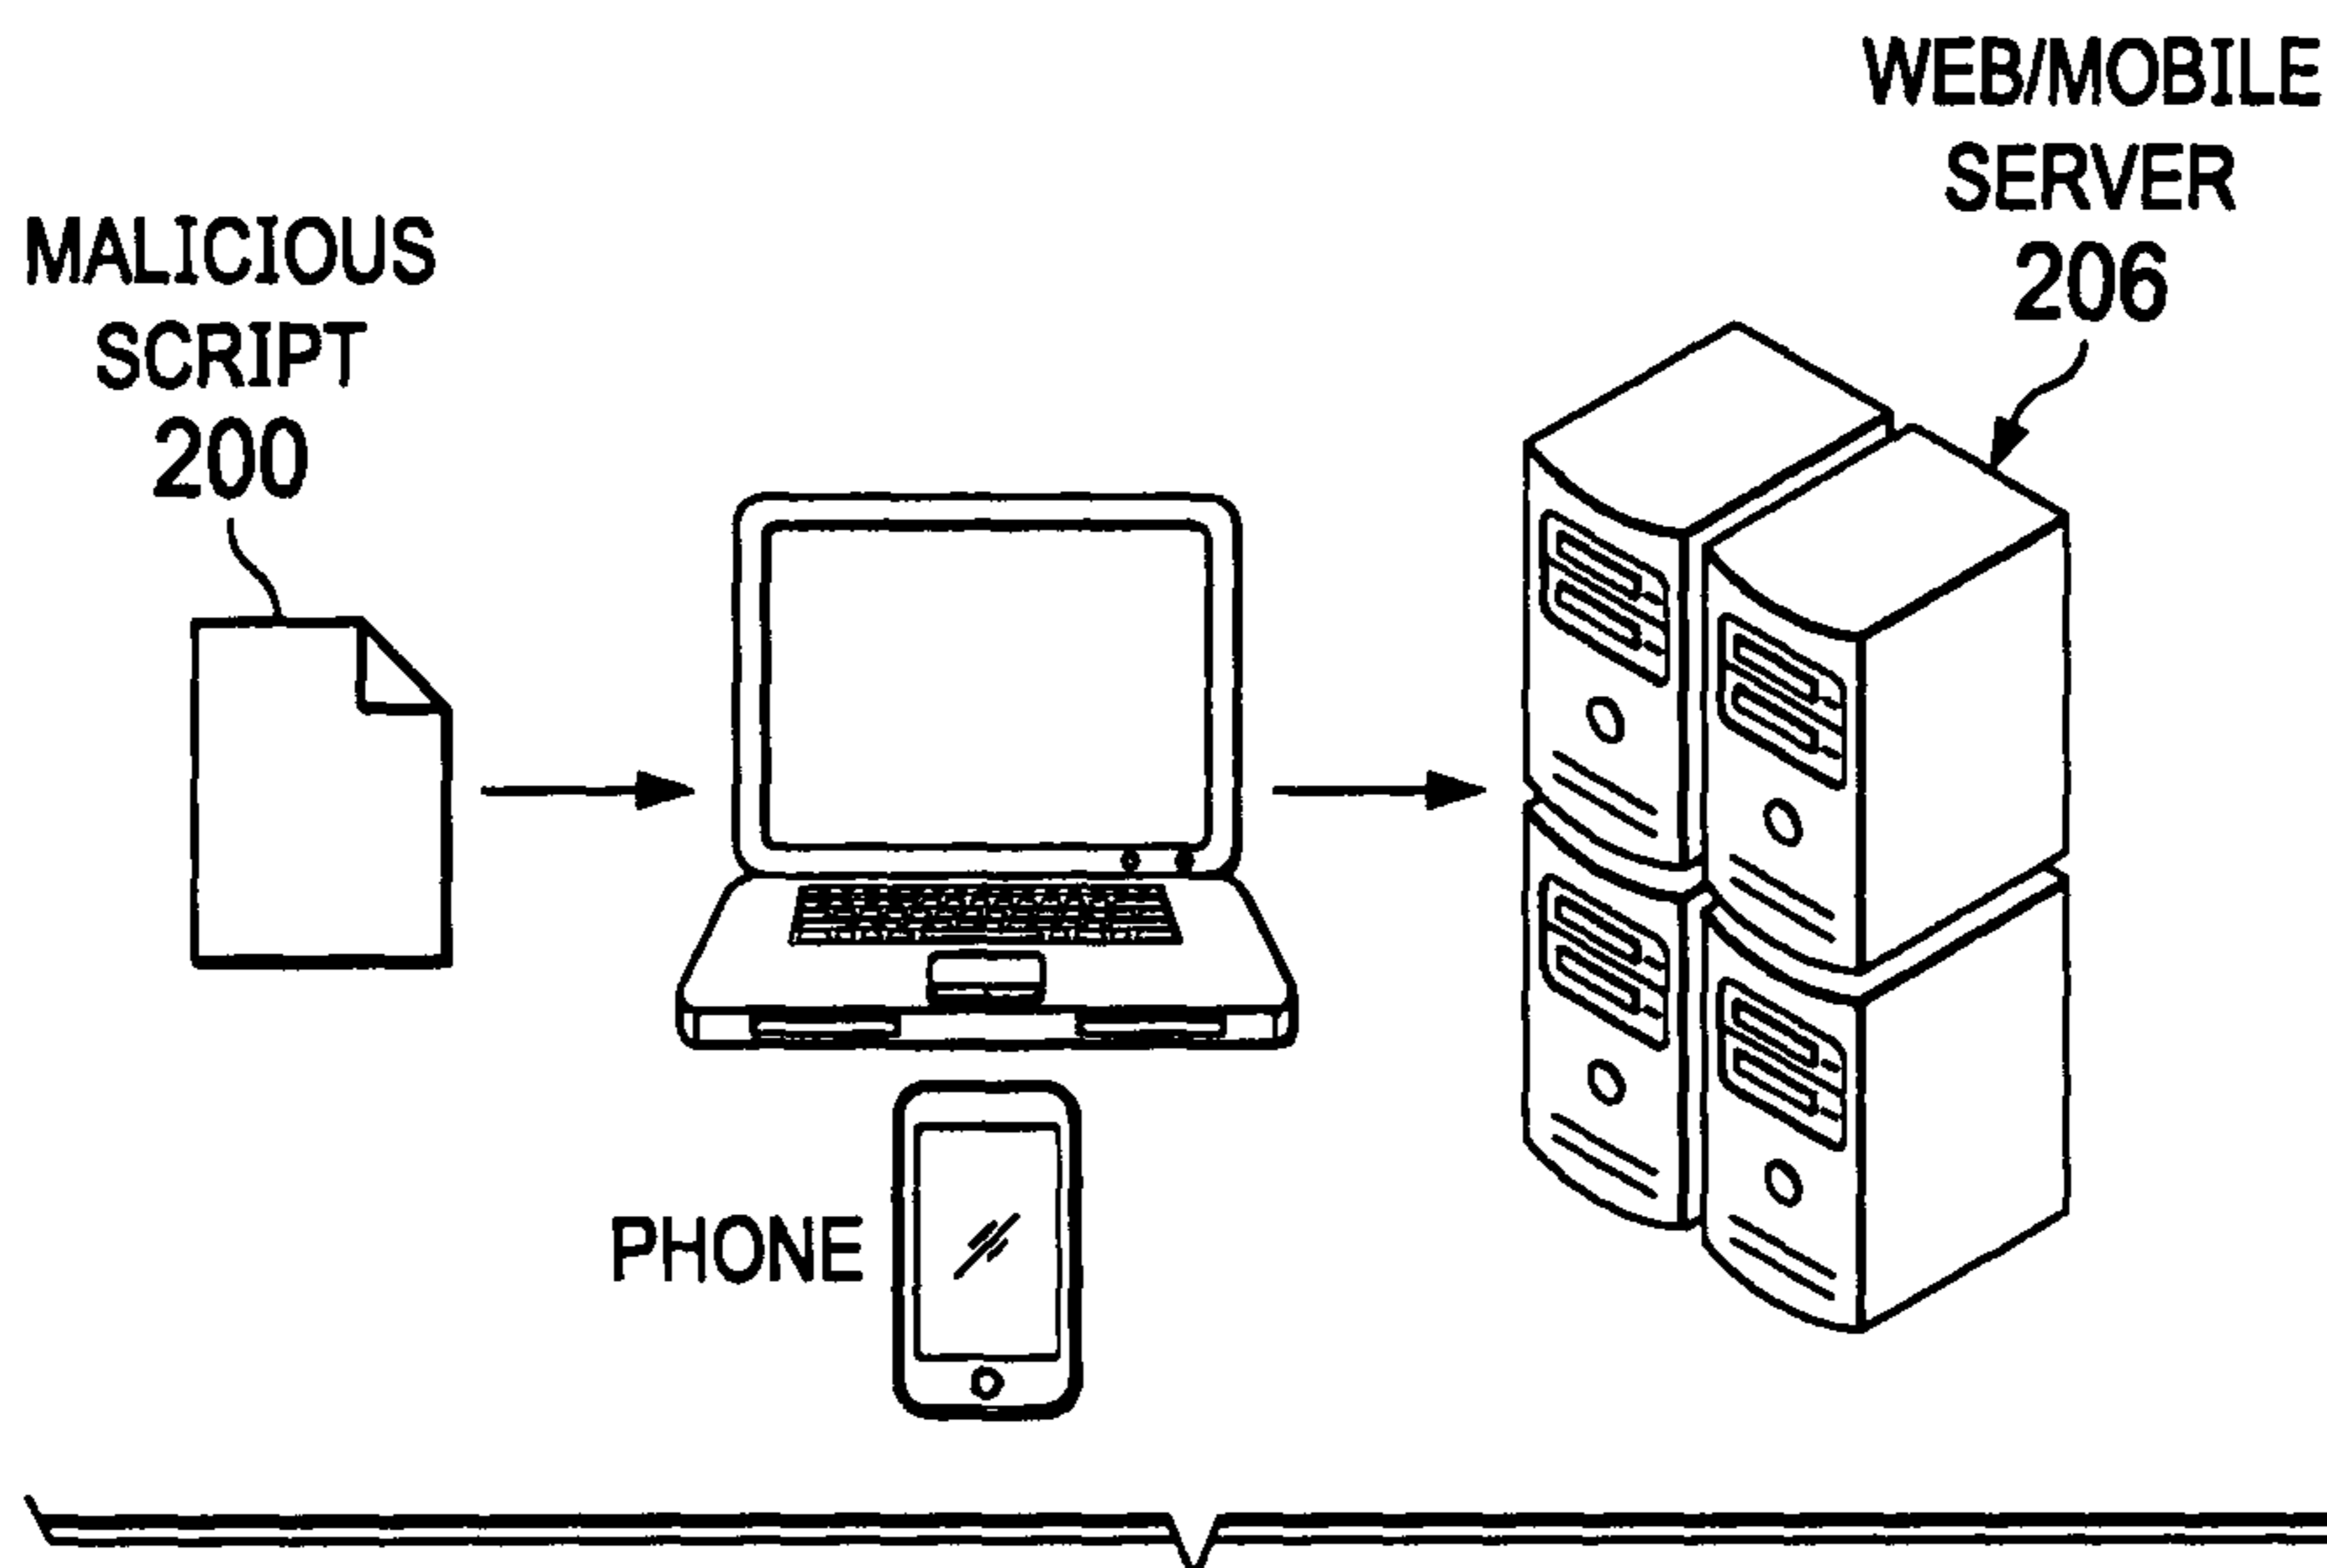 MALICIOUS
SCRIPT
200
WEB/MOBILE
SERVER
206
PHONE